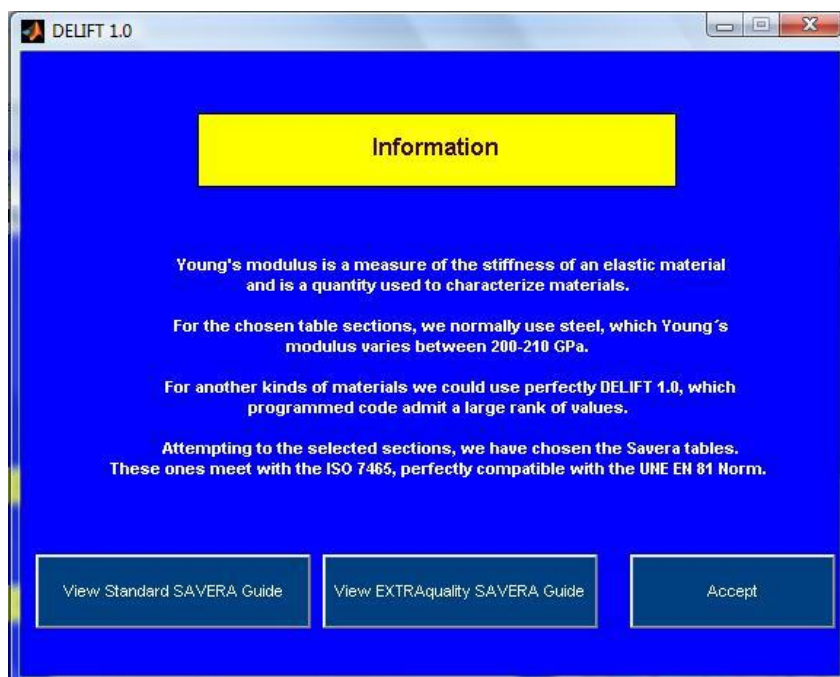 DELIFT 1.0
Information
Young's modulus is a measure of the stiffness of an elastic material
and is a quantity used to characterize materials.
For the chosen table sections, we normally use steel, which Young´s
modulus varies between 200-210 GPa.
For another kinds of materials we could use perfectly DELIFT 1.0, which
programmed code admit a large rank of values.
Attempting to the selected sections, we have chosen the Savera tables.
These ones meet with the ISO 7465, perfectly compatible with the UNE EN 81 Norm.
View Standard SAVERA Guide
View EXTRAquality SAVERA Guide
Accept